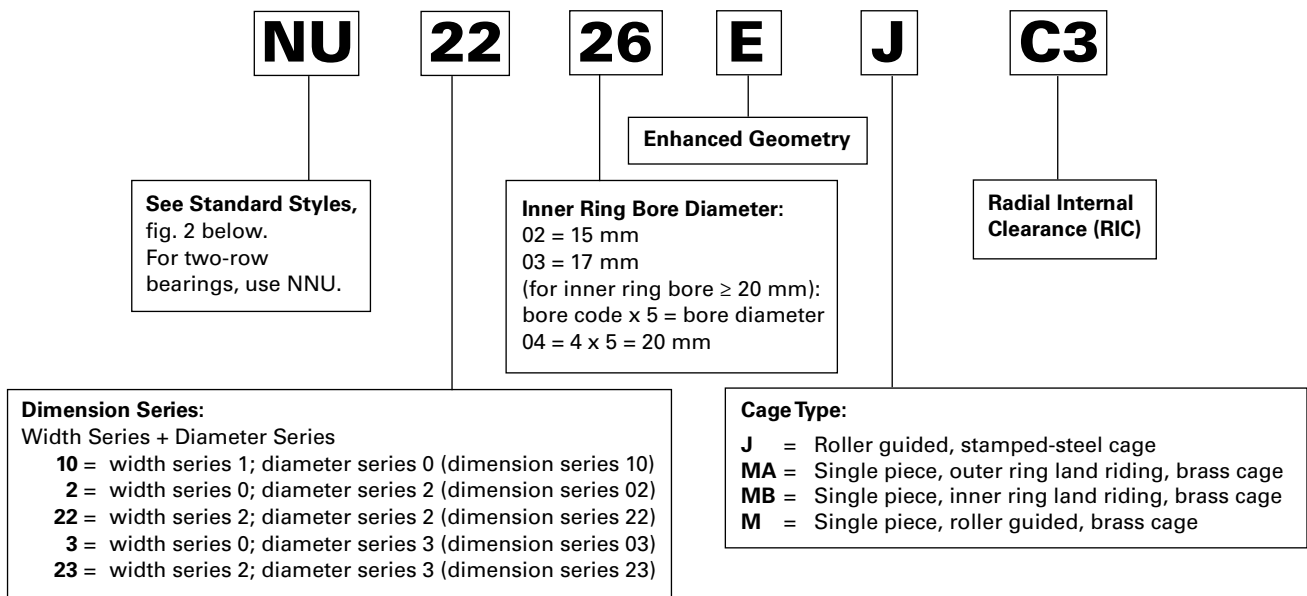 NU 22 26 E J C3
Enhanced Geometry
See Standard Styles,
fig. 2 below.
For two-row
bearings, use NNU.
Inner Ring Bore Diameter:
02 = 15 mm
03 = 17 mm
(for inner ring bore ≥ 20 mm):
bore code x 5 = bore diameter
04 = 4 x 5 = 20 mm
Radial Internal
Clearance (RIC)
Dimension Series:
Width Series + Diameter Series
10 = width series 1; diameter series 0 (dimension series 10)
2 = width series 0; diameter series 2 (dimension series 02)
22 = width series 2; diameter series 2 (dimension series 22)
3 = width series 0; diameter series 3 (dimension series 03)
23 = width series 2; diameter series 3 (dimension series 23)
Cage Type:
J = Roller guided, stamped-steel cage
MA = Single piece, outer ring land riding, brass cage
MB = Single piece, inner ring land riding, brass cage
M = Single piece, roller guided, brass cage